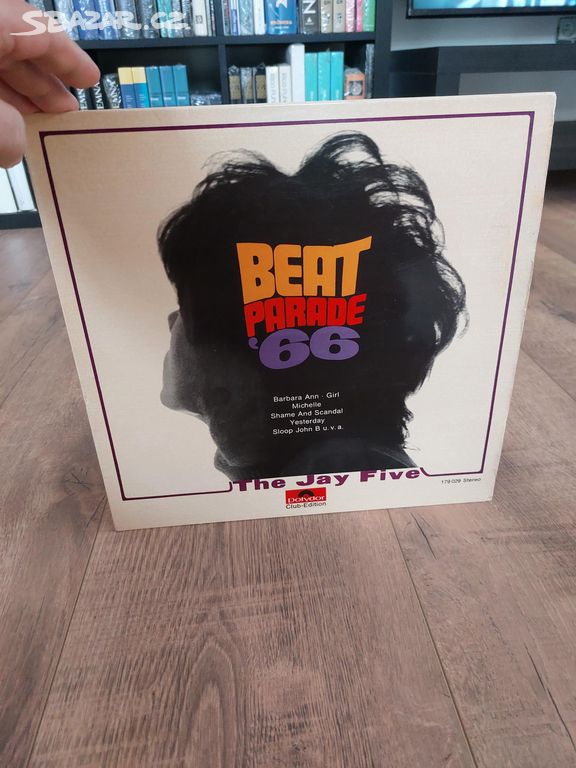 SBAZAR.CZ
BEAT
PARADE
'66
Barbara Ann · Girl
Michelle
Shame And Scandal
Yesterday
Sloop John B u.v.a.
The Jay Five
179 029 Stereo
polydor
Club-Edition